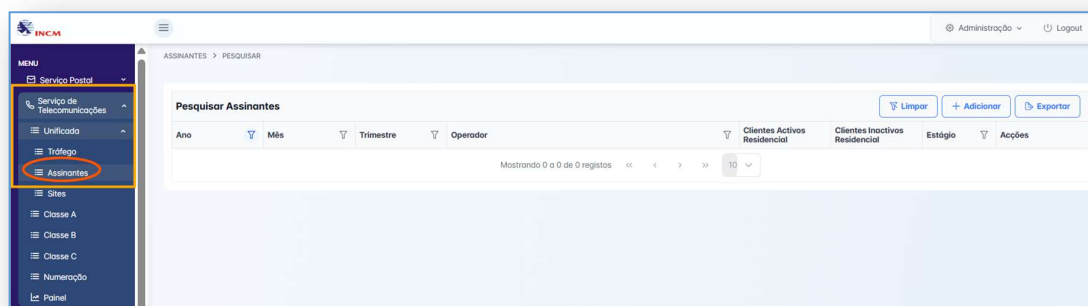 INCM
Administração
Logout
MENU
Serviço Postal
Serviço de
Telecomunicações
Unificada
Tráfego
Assinantes
Sites
Classe A
Classe B
Classe C
Numeração
Painel
ASSINANTES > PESQUISAR
Pesquisar Assinantes
Limpar
+ Adicionar
Exportar
Ano
Mês
Trimestre
Operador
Clientes Activos
Residencial
Clientes Inactivos
Residencial
Estágio
Acções
Mostrando 0 a 0 de 0 registos << < > >> 10